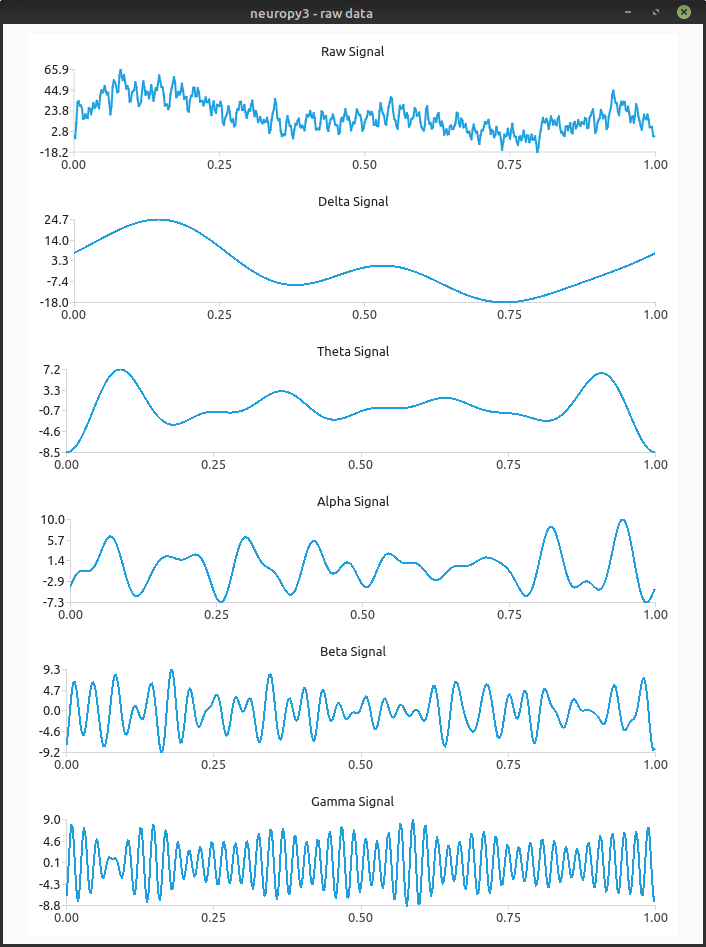 neuropy3 - raw data
Raw Signal
65.9
44.9
23.8
2.8
-18.2
0.00 0.25 0.50 0.75 1.00
Delta Signal
24.7
14.0
3.3
-7.4
-18.0
0.00 0.25 0.50 0.75 1.00
Theta Signal
7.2
3.3
-0.7
-4.6
-8.5
0.00 0.25 0.50 0.75 1.00
Alpha Signal
10.0
5.7
1.4
-2.9
-7.3
0.00 0.25 0.50 0.75 1.00
Beta Signal
9.3
4.7
0.0
-4.6
-9.2
0.00 0.25 0.50 0.75 1.00
Gamma Signal
9.0
4.6
0.1
-4.3
-8.8
0.00 0.25 0.50 0.75 1.00